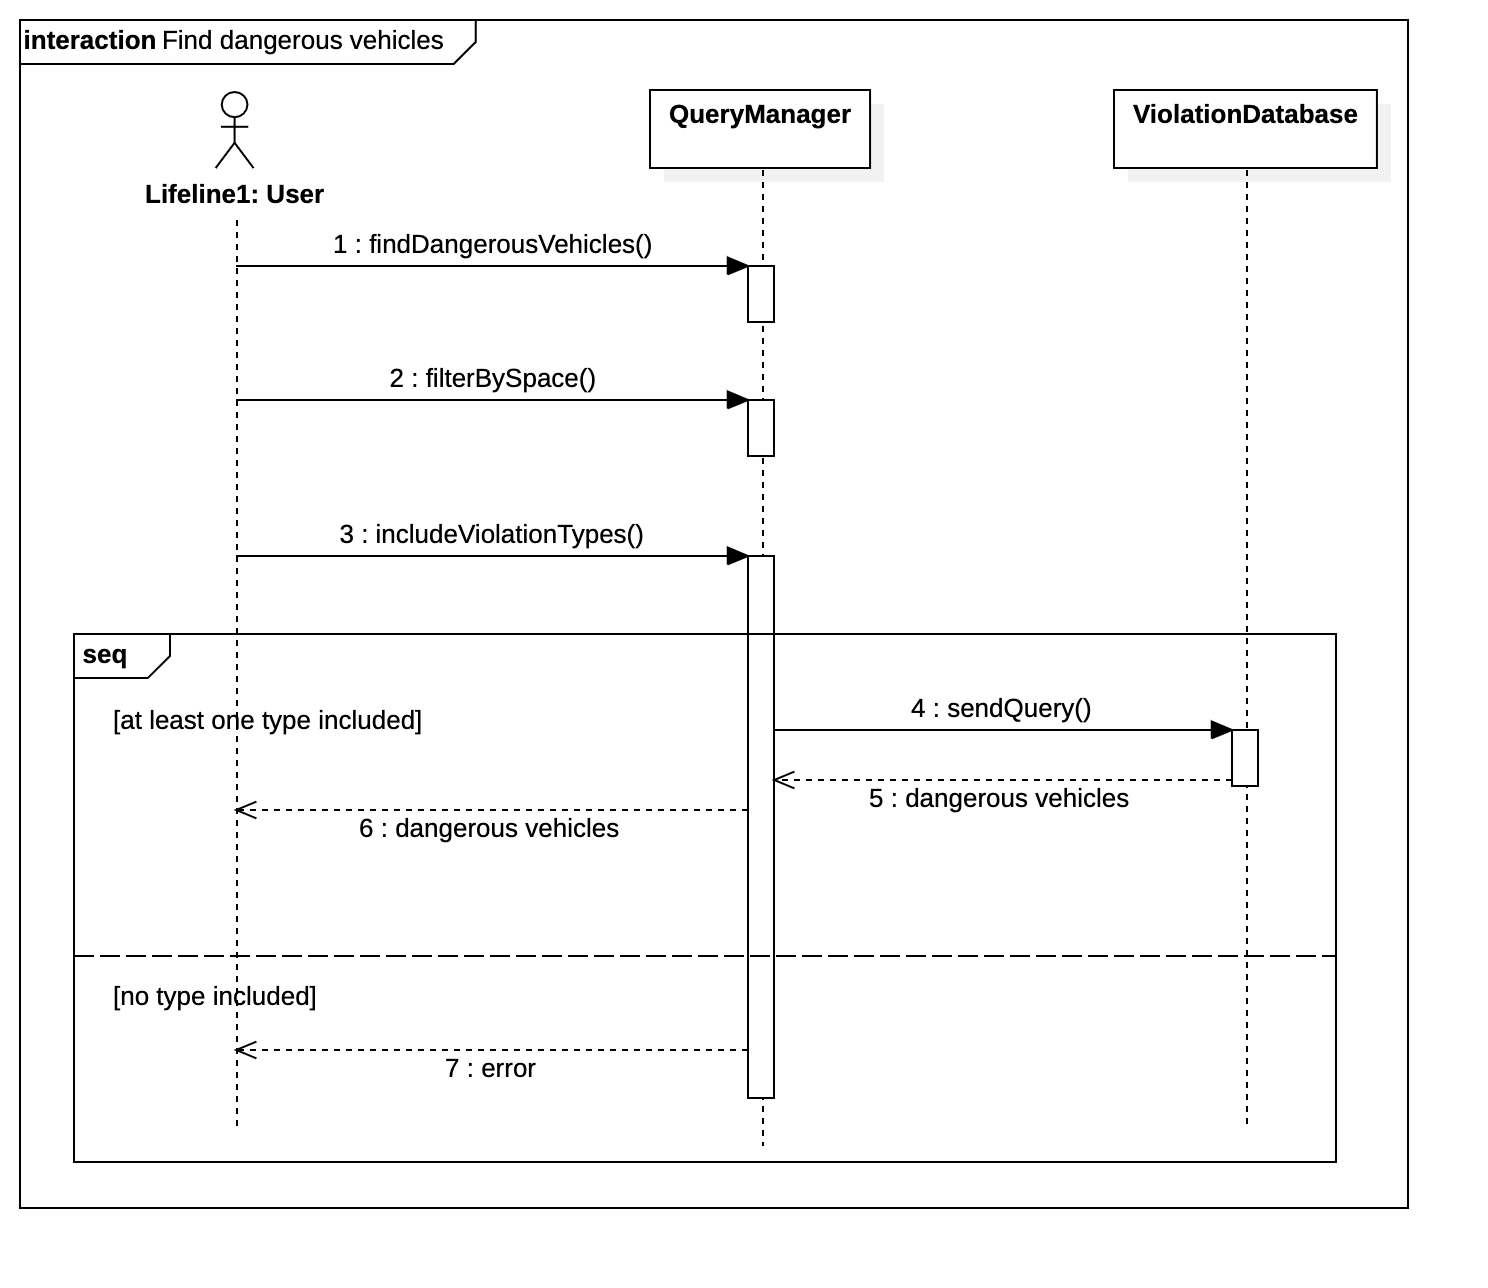 interaction Find dangerous vehicles
QueryManager
ViolationDatabase
Lifeline1: User
1 : findDangerousVehicles()
2 : filterBySpace()
3 : includeViolationTypes()
seq
[at least one type included]
4 : sendQuery()
5 : dangerous vehicles
6 : dangerous vehicles
[no type included]
7 : error